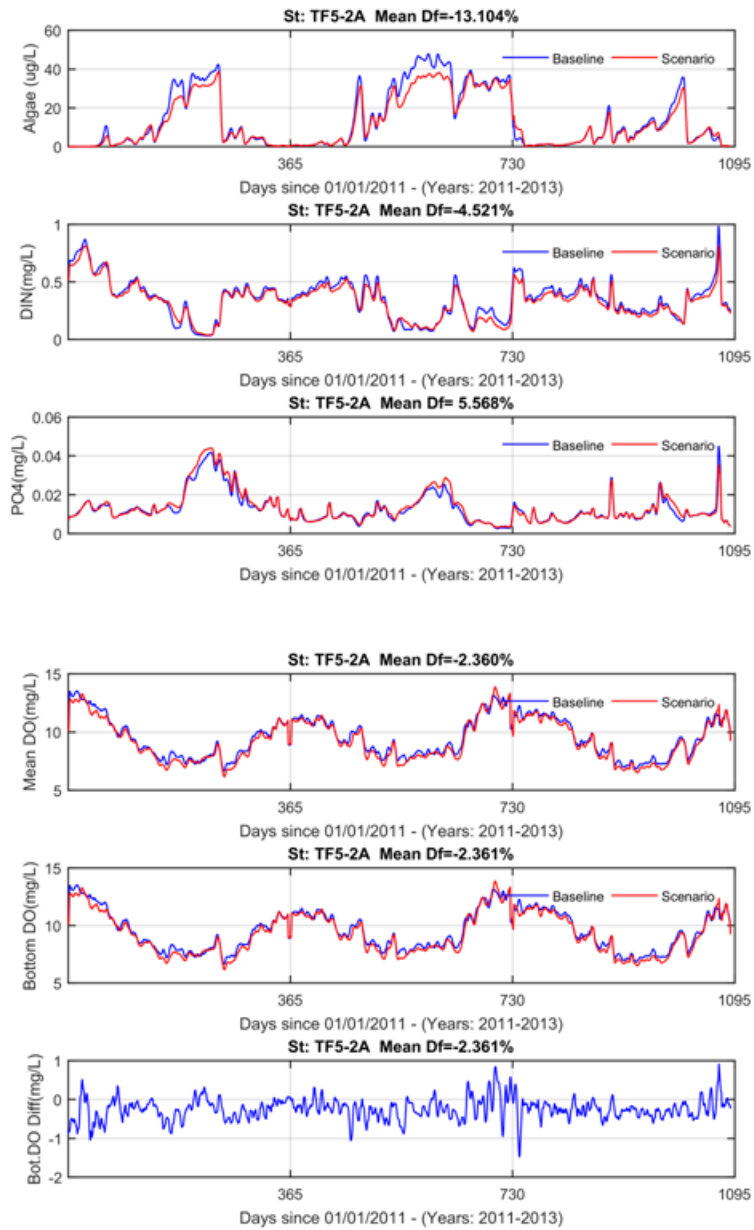 St: TF5-2A Mean Df=-13.104%
60
40
20
0
Algae (ug/L)
Baseline
Scenario
365
730
1095
Days since 01/01/2011 - (Years: 2011-2013)
St: TF5-2A Mean Df=-4.521%
1
0.5
0
DIN(mg/L)
Baseline
Scenario
365
730
1095
Days since 01/01/2011 - (Years: 2011-2013)
St: TF5-2A Mean Df= 5.568%
0.06
0.04
0.02
0
PO4(mg/L)
Baseline
Scenario
365
730
1095
Days since 01/01/2011 - (Years: 2011-2013)
St: TF5-2A Mean Df=-2.360%
15
10
5
Mean DO(mg/L)
Baseline
Scenario
365
730
1095
Days since 01/01/2011 - (Years: 2011-2013)
St: TF5-2A Mean Df=-2.361%
15
10
5
Bottom DO(mg/L)
Baseline
Scenario
365
730
1095
Days since 01/01/2011 - (Years: 2011-2013)
St: TF5-2A Mean Df=-2.361%
1
0
-1
-2
Bot.DO Diff(mg/L)
365
730
1095
Days since 01/01/2011 - (Years: 2011-2013)